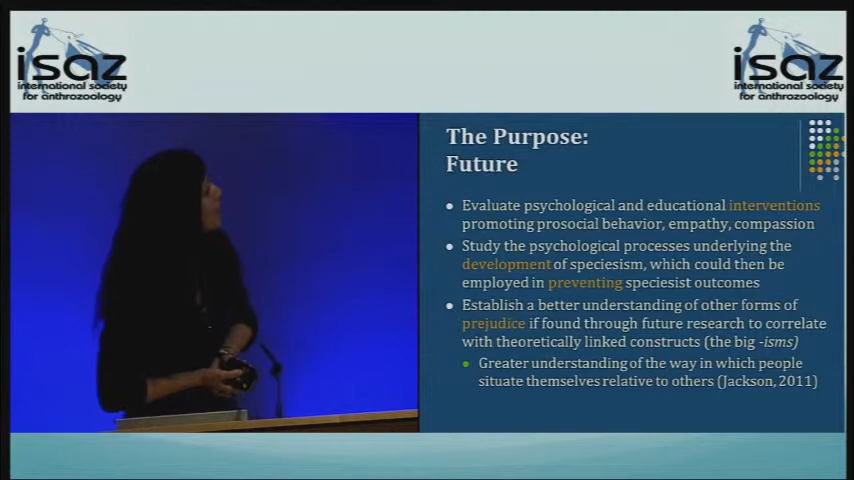 isaz
international society
for anthrozoology
isaz
international society
for anthrozoology
The Purpose:
Future
• Evaluate psychological and educational interventions
promoting prosocial behavior, empathy, compassion
• Study the psychological processes underlying the
development of speciesism, which could then be
employed in preventing speciesist outcomes
• Establish a better understanding of other forms of
prejudice if found through future research to correlate
with theoretically linked constructs (the big -isms)
• Greater understanding of the way in which people
situate themselves relative to others (Jackson, 2011)